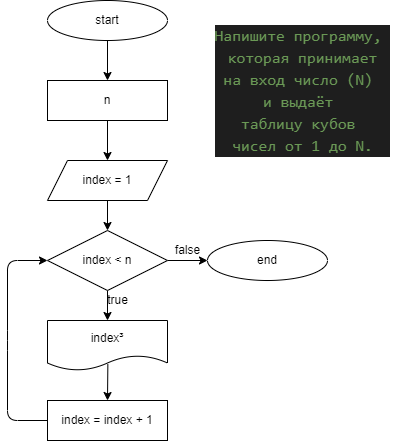 start
n
index = 1
index < n
false
end
true
index³
index = index + 1
Напишите программу,
которая принимает
на вход число (N)
и выдаёт
таблицу кубов
чисел от 1 до N.